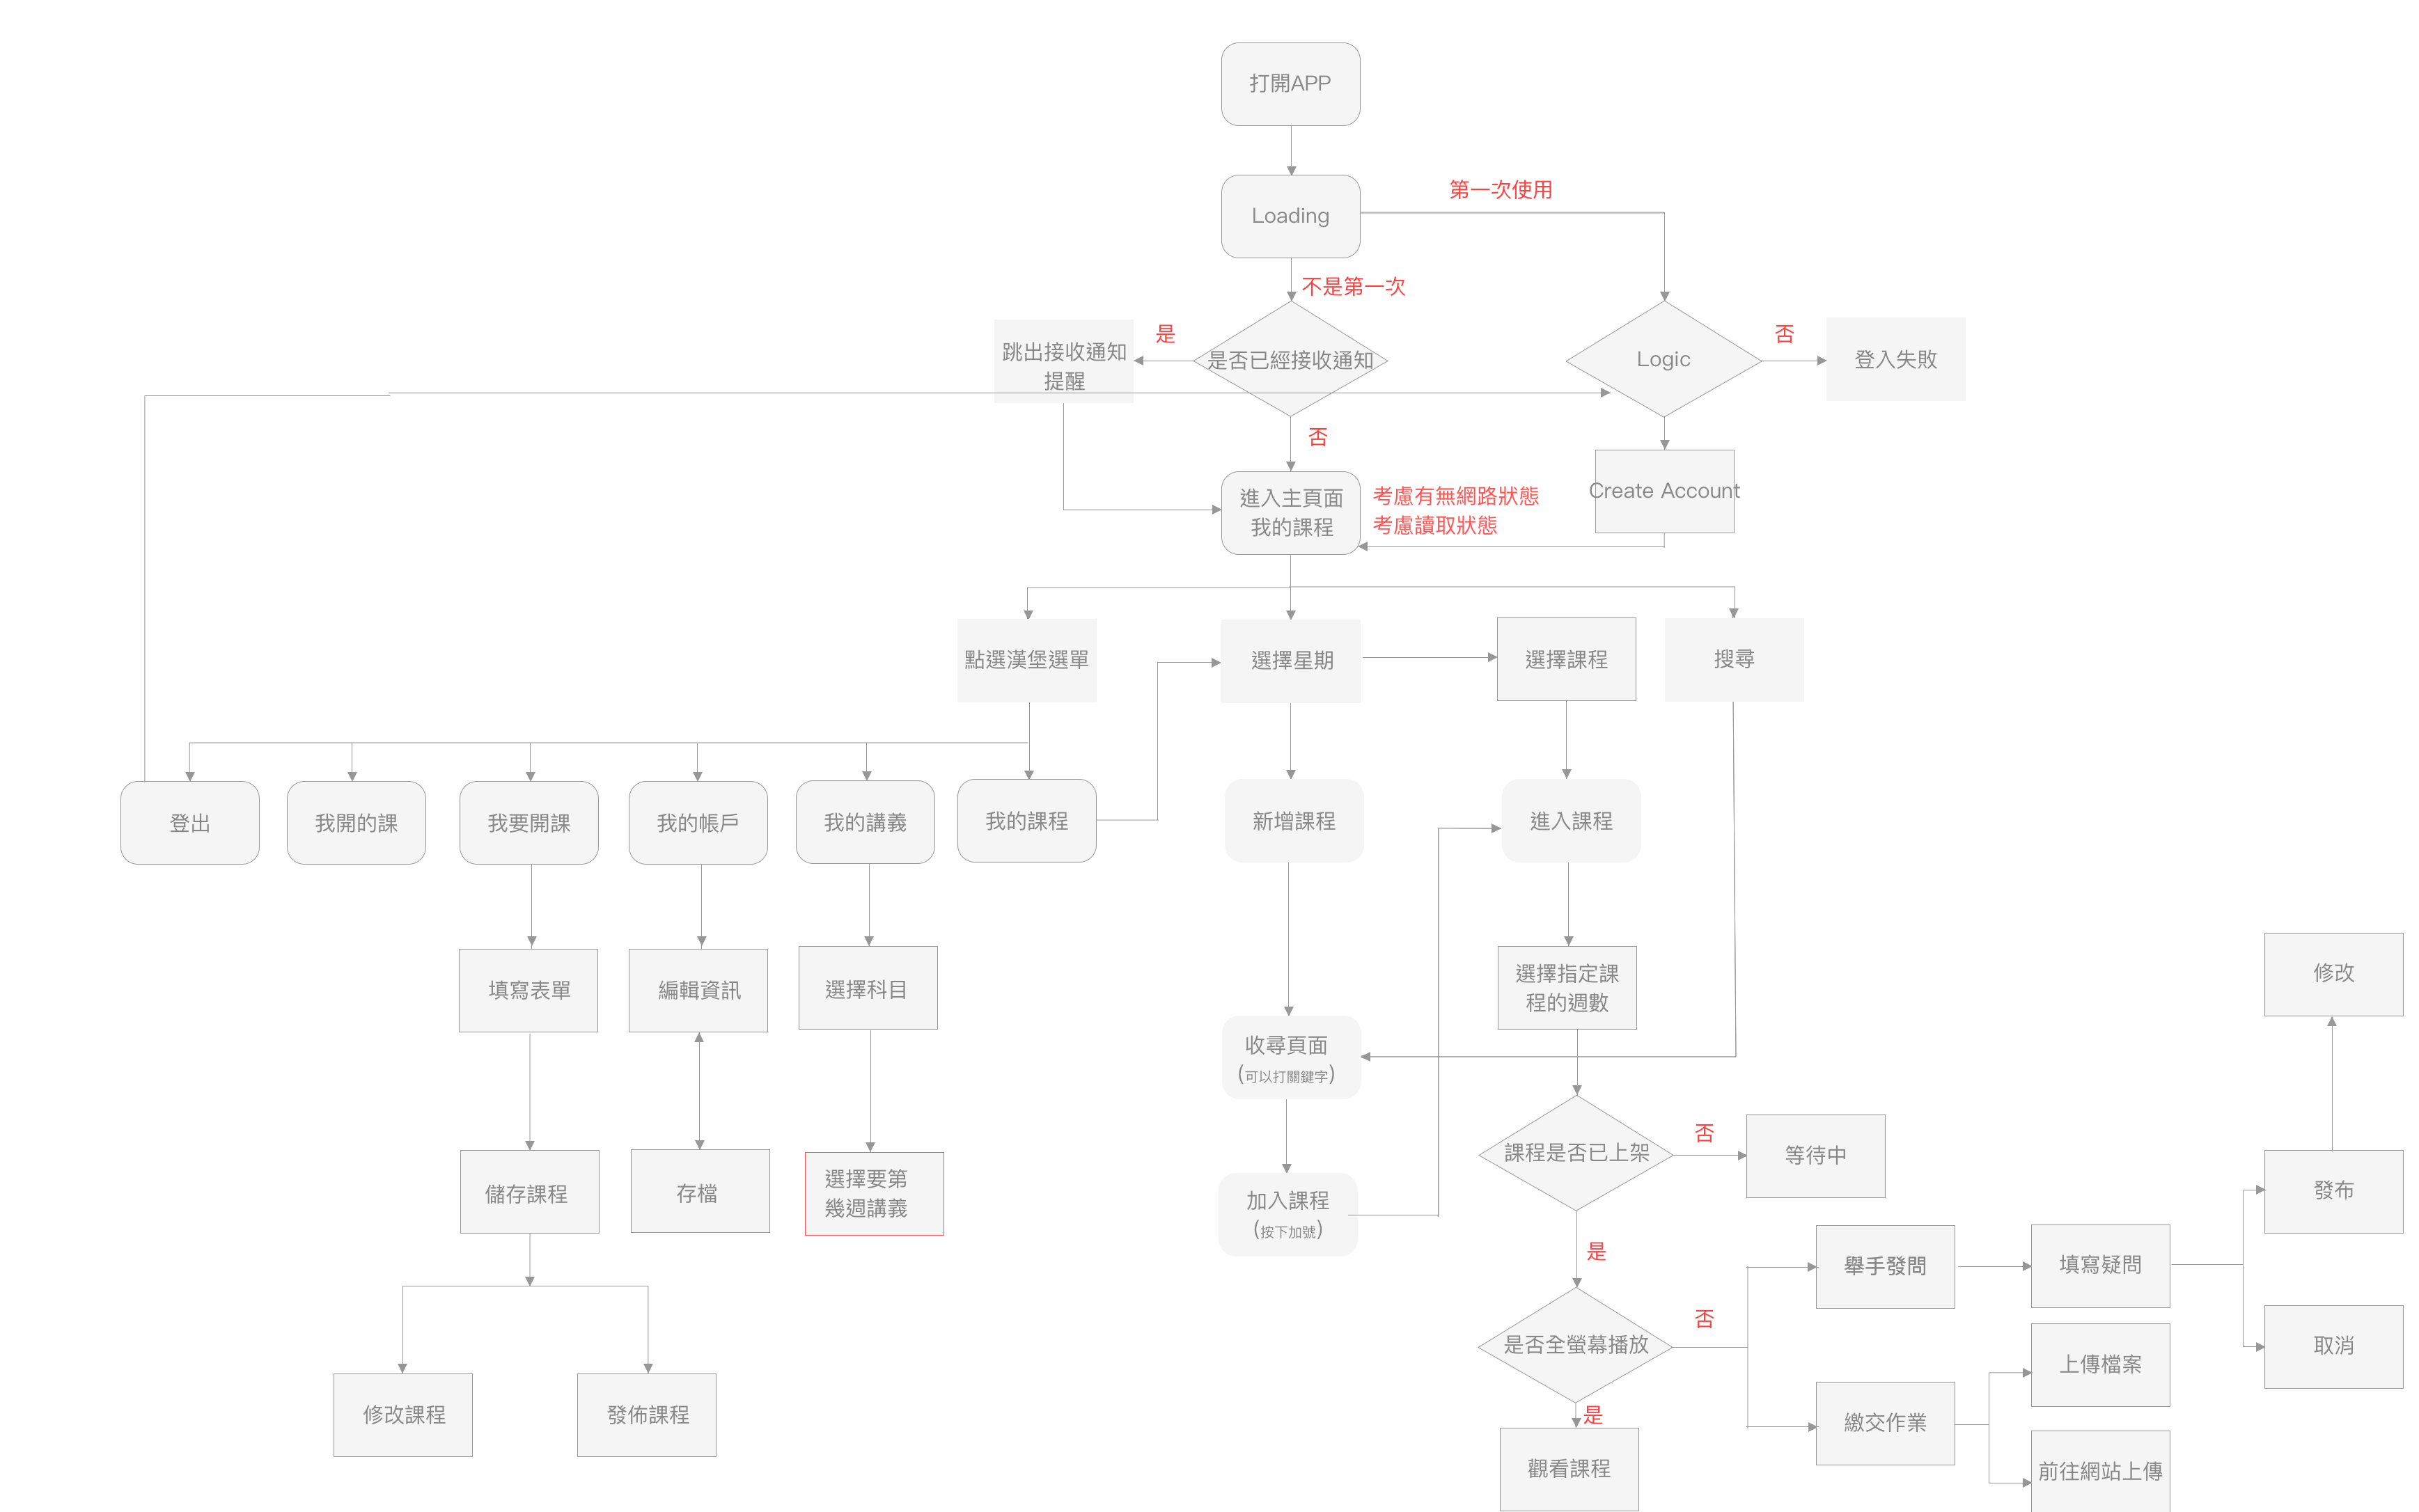 打開APP
Loading
第一次使用
不是第一次
是
跳出接收通知
提醒
是否已經接收通知
Logic
否
登入失敗
否
進入主頁面
我的課程
考慮有無網路狀態
考慮讀取狀態
Create Account
點選漢堡選單
選擇星期
選擇課程
搜尋
登出
我開的課
我要開課
我的帳戶
我的講義
我的課程
新增課程
進入課程
填寫表單
編輯資訊
選擇科目
選擇指定課
程的週數
修改
收尋頁面
(可以打關鍵字)
課程是否已上架
否
等待中
儲存課程
存檔
選擇要第
幾週講義
加入課程
(按下加號)
發布
是
舉手發問
填寫疑問
否
是否全螢幕播放
取消
上傳檔案
修改課程
發佈課程
是
觀看課程
繳交作業
前往網站上傳